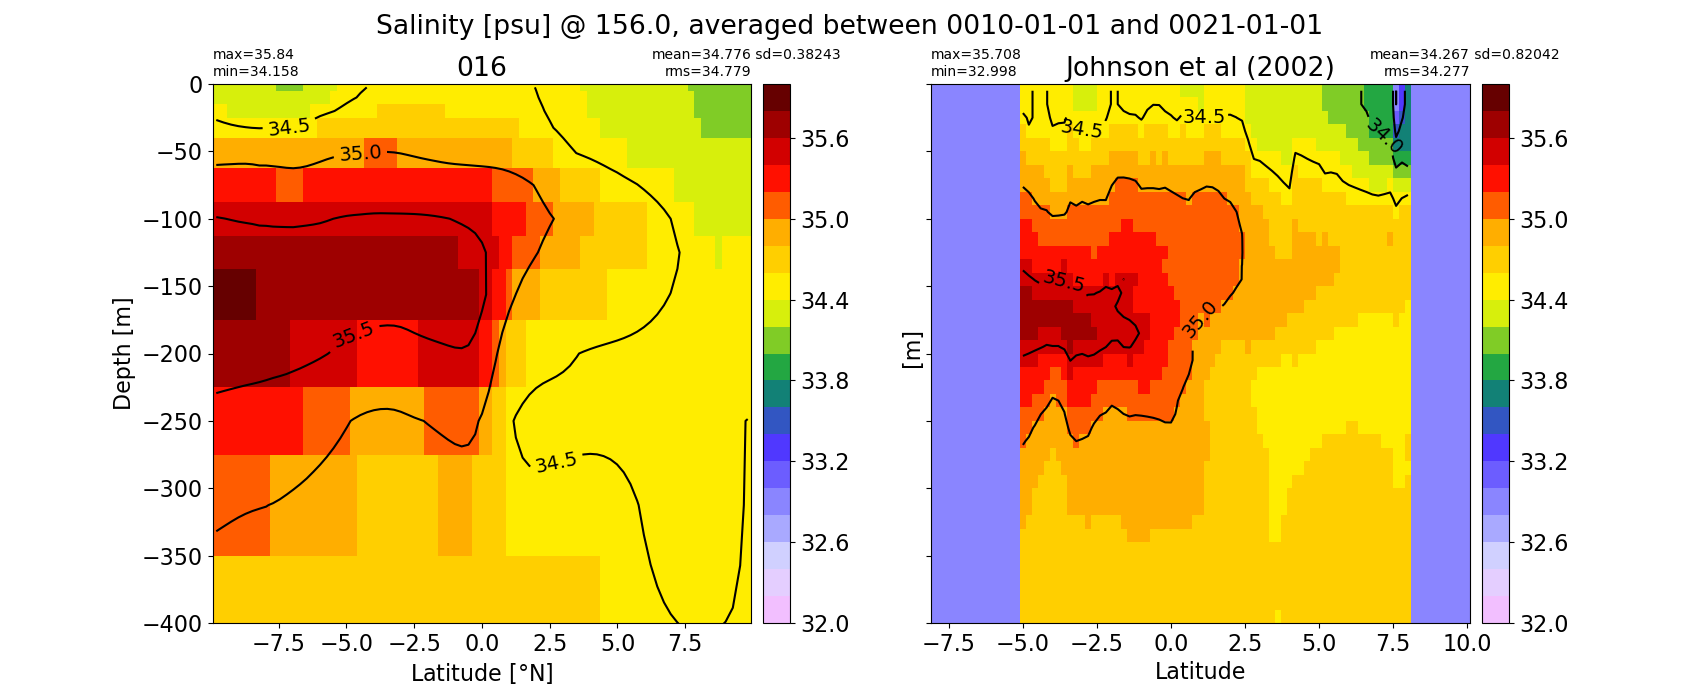 Salinity [psu] @ 156.0, averaged between 0010-01-01 and 0021-01-01
max=35.84
min=34.158
016
mean=34.776 sd=0.38243
rms=34.779
0
−50
−100
−150
−200
−250
−300
−350
−400
Depth [m]
34.5
35.0
35.5
34.5
−7.5 −5.0 −2.5 0.0 2.5 5.0 7.5
Latitude [°N]
35.6
35.0
34.4
33.8
33.2
32.6
32.0
max=35.708
min=32.998
Johnson et al (2002)
mean=34.267 sd=0.82042
rms=34.277
[m]
34.5
34.5
34.0
35.5
35.0
−7.5 −5.0 −2.5 0.0 2.5 5.0 7.5 10.0
Latitude
35.6
35.0
34.4
33.8
33.2
32.6
32.0